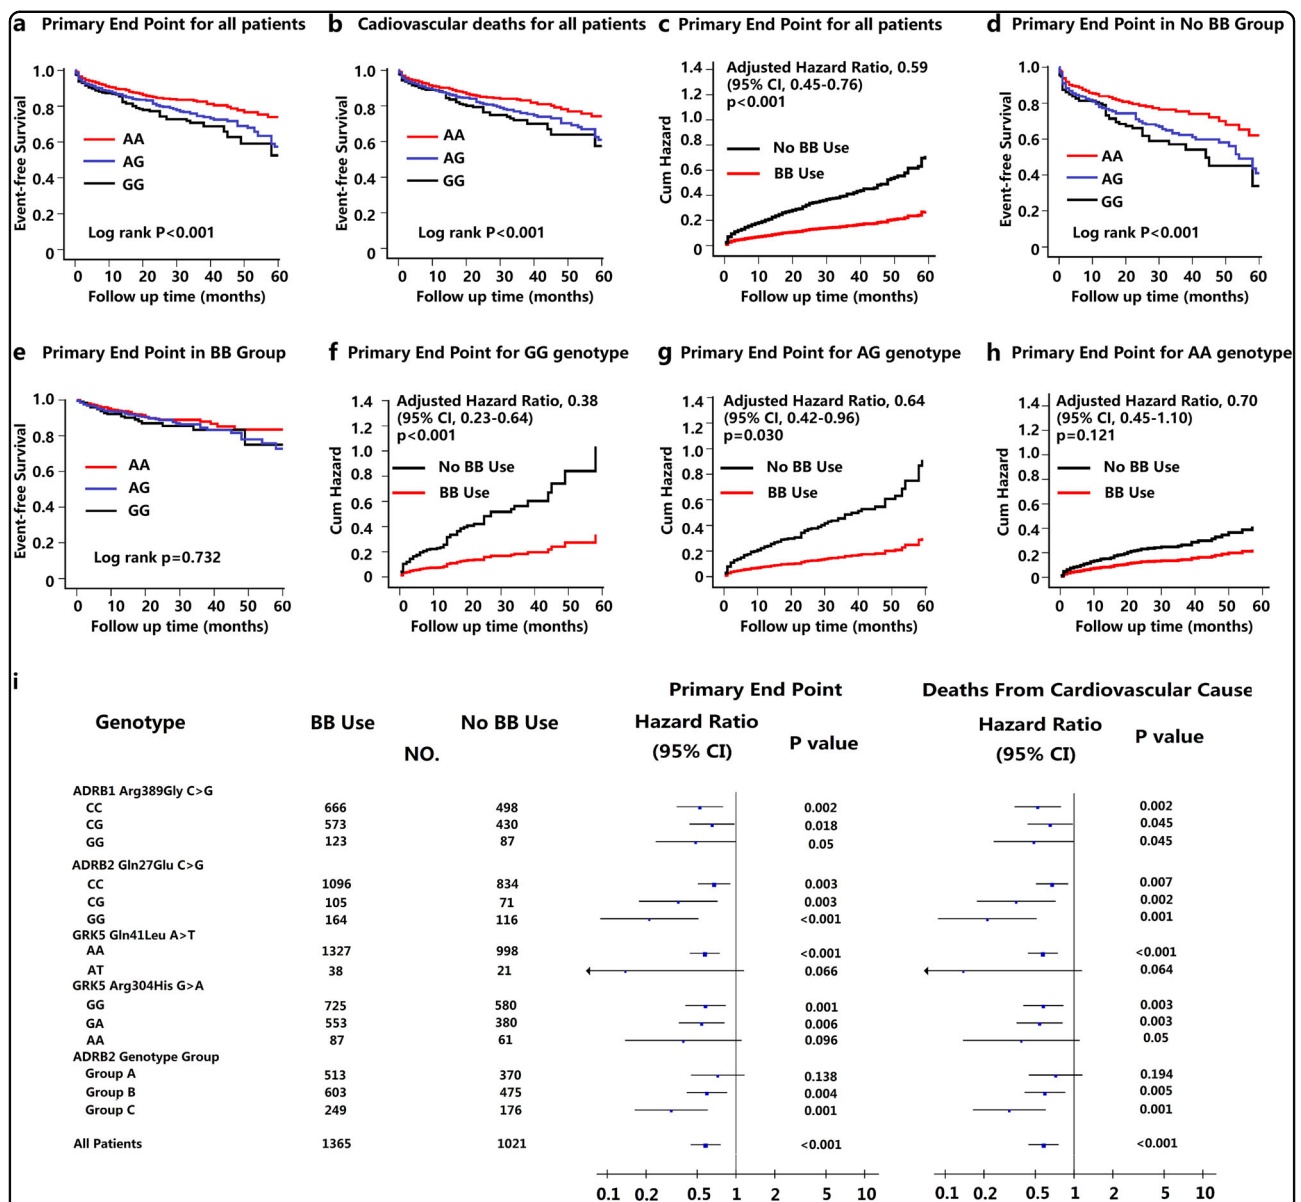 a Primary End Point for all patients
Event-free Survival
1.0
0.8
0.6
0.4
0.2
0
AA
AG
GG
Log rank P<0.001
0 10 20 30 40 50 60
Follow up time (months)
b Cadiovascular deaths for all patients
Event-free Survival
1.0
0.8
0.6
0.4
0.2
0
AA
AG
GG
Log rank P<0.001
0 10 20 30 40 50 60
Follow up time (months)
c Primary End Point for all patients
Cum Hazard
1.4
1.2
1.0
0.8
0.6
0.4
0.2
0
Adjusted Hazard Ratio, 0.59
(95% CI, 0.45-0.76)
p<0.001
No BB Use
BB Use
0 10 20 30 40 50 60
Follow up time (months)
d Primary End Point in No BB Group
Event-free Survival
1.0
0.8
0.6
0.4
0.2
0
AA
AG
GG
Log rank P<0.001
0 10 20 30 40 50 60
Follow up time (months)
e Primary End Point in BB Group
Event-free Survival
1.0
0.8
0.6
0.4
0.2
0
AA
AG
GG
Log rank p=0.732
0 10 20 30 40 50 60
Follow up time (months)
f Primary End Point for GG genotype
Cum Hazard
1.4
1.2
1.0
0.8
0.6
0.4
0.2
0
Adjusted Hazard Ratio, 0.38
(95% CI, 0.23-0.64)
p<0.001
No BB Use
BB Use
0 10 20 30 40 50 60
Follow up time (months)
g Primary End Point for AG genotype
Cum Hazard
1.4
1.2
1.0
0.8
0.6
0.4
0.2
0
Adjusted Hazard Ratio, 0.64
(95% CI, 0.42-0.96)
p=0.030
No BB Use
BB Use
0 10 20 30 40 50 60
Follow up time (months)
h Primary End Point for AA genotype
Cum Hazard
1.4
1.2
1.0
0.8
0.6
0.4
0.2
0
Adjusted Hazard Ratio, 0.70
(95% CI, 0.45-1.10)
p=0.121
No BB Use
BB Use
0 10 20 30 40 50 60
Follow up time (months)
i
Primary End Point Deaths From Cardiovascular Cause
Genotype BB Use No BB Use Hazard Ratio P value Hazard Ratio P value
NO. (95% CI) (95% CI)
ADRB1 Arg389Gly C>G
CC 666 498 0.002 0.002
CG 573 430 0.018 0.045
GG 123 87 0.05 0.045
ADRB2 Gln27Glu C>G
CC 1096 834 0.003 0.007
CG 105 71 0.003 0.002
GG 164 116 <0.001 0.001
GRK5 Gln41Leu A>T
AA 1327 998 <0.001 <0.001
AT 38 21 0.066 0.064
GRK5 Arg304His G>A
GG 725 580 0.001 0.003
GA 553 380 0.006 0.003
AA 87 61 0.096 0.05
ADRB2 Genotype Group
Group A 513 370 0.138 0.194
Group B 603 475 0.004 0.005
Group C 249 176 0.001 0.001
All Patients 1365 1021 <0.001 <0.001
0.1 0.2 0.5 1 2 5 10 0.1 0.2 0.5 1 2 5 10